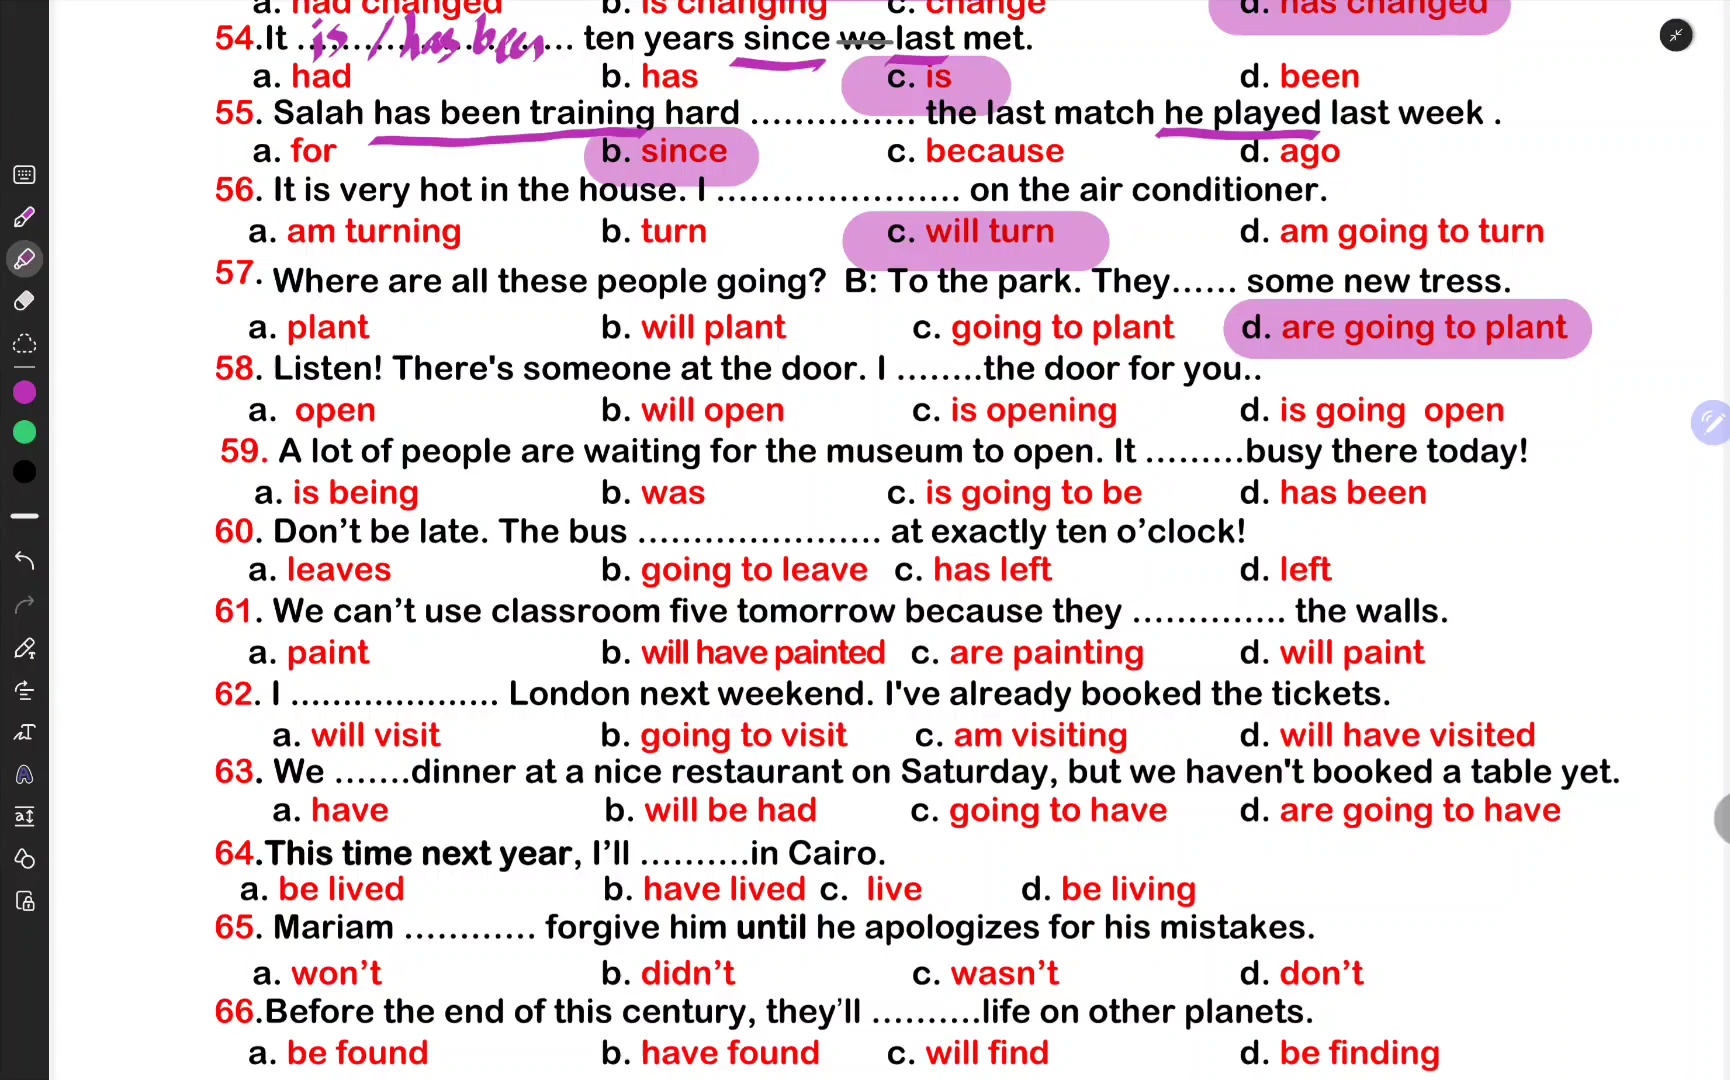 a. had changed b. is changing c. change d. has changed
54.It .... is / has been .... ten years since we last met.
a. had b. has c. is d. been
55. Salah has been training hard ............... the last match he played last week .
a. for b. since c. because d. ago
56. It is very hot in the house. I ...................... on the air conditioner.
a. am turning b. turn c. will turn d. am going to turn
57. Where are all these people going? B: To the park. They...... some new tress.
a. plant b. will plant c. going to plant d. are going to plant
58. Listen! There's someone at the door. I ........the door for you..
a. open b. will open c. is opening d. is going open
59. A lot of people are waiting for the museum to open. It .........busy there today!
a. is being b. was c. is going to be d. has been
60. Don’t be late. The bus ...................... at exactly ten o’clock!
a. leaves b. going to leave c. has left d. left
61. We can’t use classroom five tomorrow because they .............. the walls.
a. paint b. will have painted c. are painting d. will paint
62. I ................... London next weekend. I've already booked the tickets.
a. will visit b. going to visit c. am visiting d. will have visited
63. We .......dinner at a nice restaurant on Saturday, but we haven't booked a table yet.
a. have b. will be had c. going to have d. are going to have
64.This time next year, I’ll ..........in Cairo.
a. be lived b. have lived c. live d. be living
65. Mariam ............ forgive him until he apologizes for his mistakes.
a. won’t b. didn’t c. wasn’t d. don’t
66.Before the end of this century, they’ll ..........life on other planets.
a. be found b. have found c. will find d. be finding